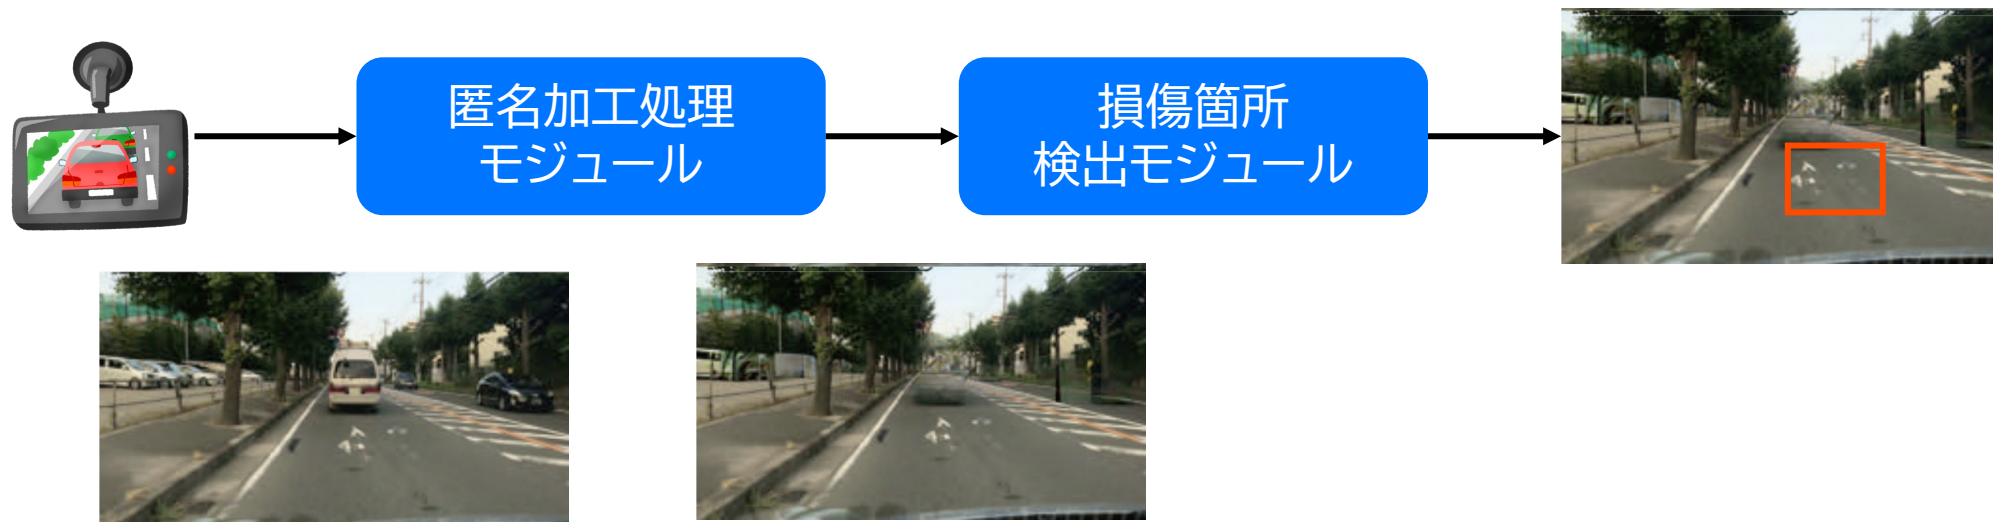 匿名加工処理
モジュール
損傷箇所
検出モジュール